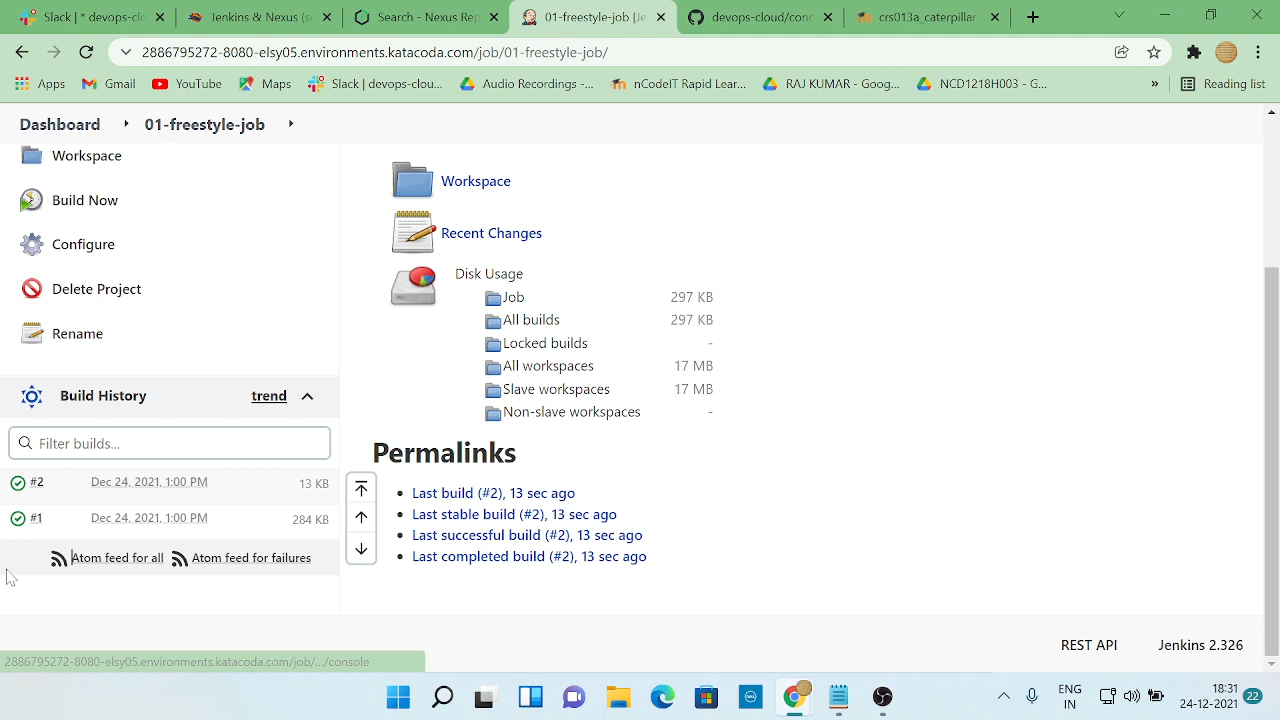 Slack | * devops-clo
Jenkins & Nexus (se
Search - Nexus Rep
01-freestyle-job [Je
devops-cloud/conc
crs013a_caterpillar
2886795272-8080-elsy05.environments.katacoda.com/job/01-freestyle-job/
Apps
Gmail
YouTube
Maps
Slack | devops-clou...
Audio Recordings -...
nCodeIT Rapid Lear...
RAJ KUMAR - Goog...
NCD1218H003 - G...
»
Reading list
Dashboard
01-freestyle-job
Workspace
Build Now
Configure
Delete Project
Rename
Build History
trend
Filter builds...
#2 Dec 24, 2021, 1:00 PM 13 KB
#1 Dec 24, 2021, 1:00 PM 284 KB
Atom feed for all
Atom feed for failures
Workspace
Recent Changes
Disk Usage
Job 297 KB
All builds 297 KB
Locked builds -
All workspaces 17 MB
Slave workspaces 17 MB
Non-slave workspaces -
Permalinks
Last build (#2), 13 sec ago
Last stable build (#2), 13 sec ago
Last successful build (#2), 13 sec ago
Last completed build (#2), 13 sec ago
REST API
Jenkins 2.326
2886795272-8080-elsy05.environments.katacoda.com/job/.../console
DELL
ENG
IN
18:31
24-12-2021
22